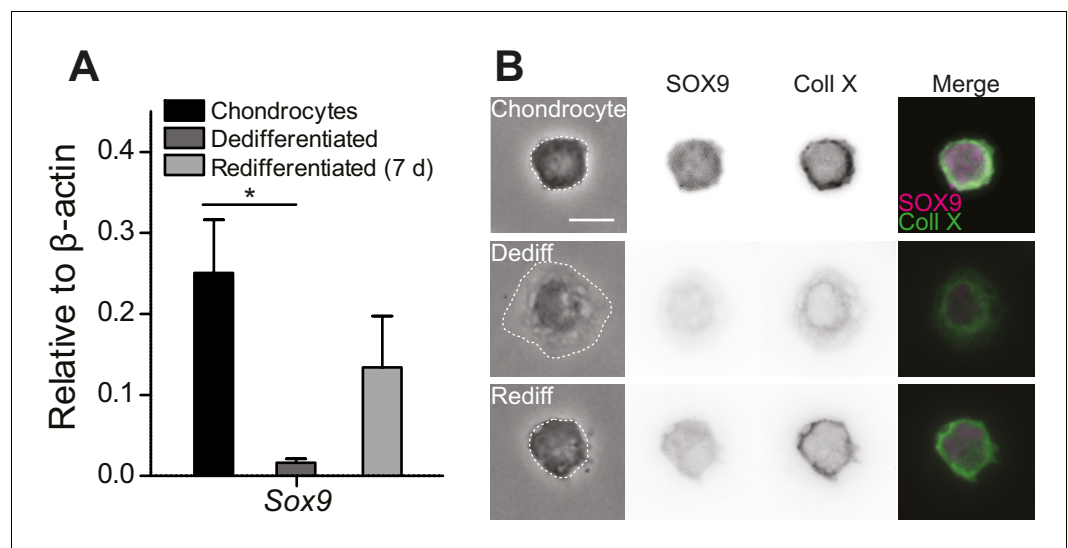 A
Chondrocytes
Dedifferentiated
Redifferentiated (7 d)
*
Relative to β-actin
0.4
0.3
0.2
0.1
0.0
Sox9
B
SOX9 Coll X Merge
Chondrocyte
SOX9
Coll X
Dediff
Rediff